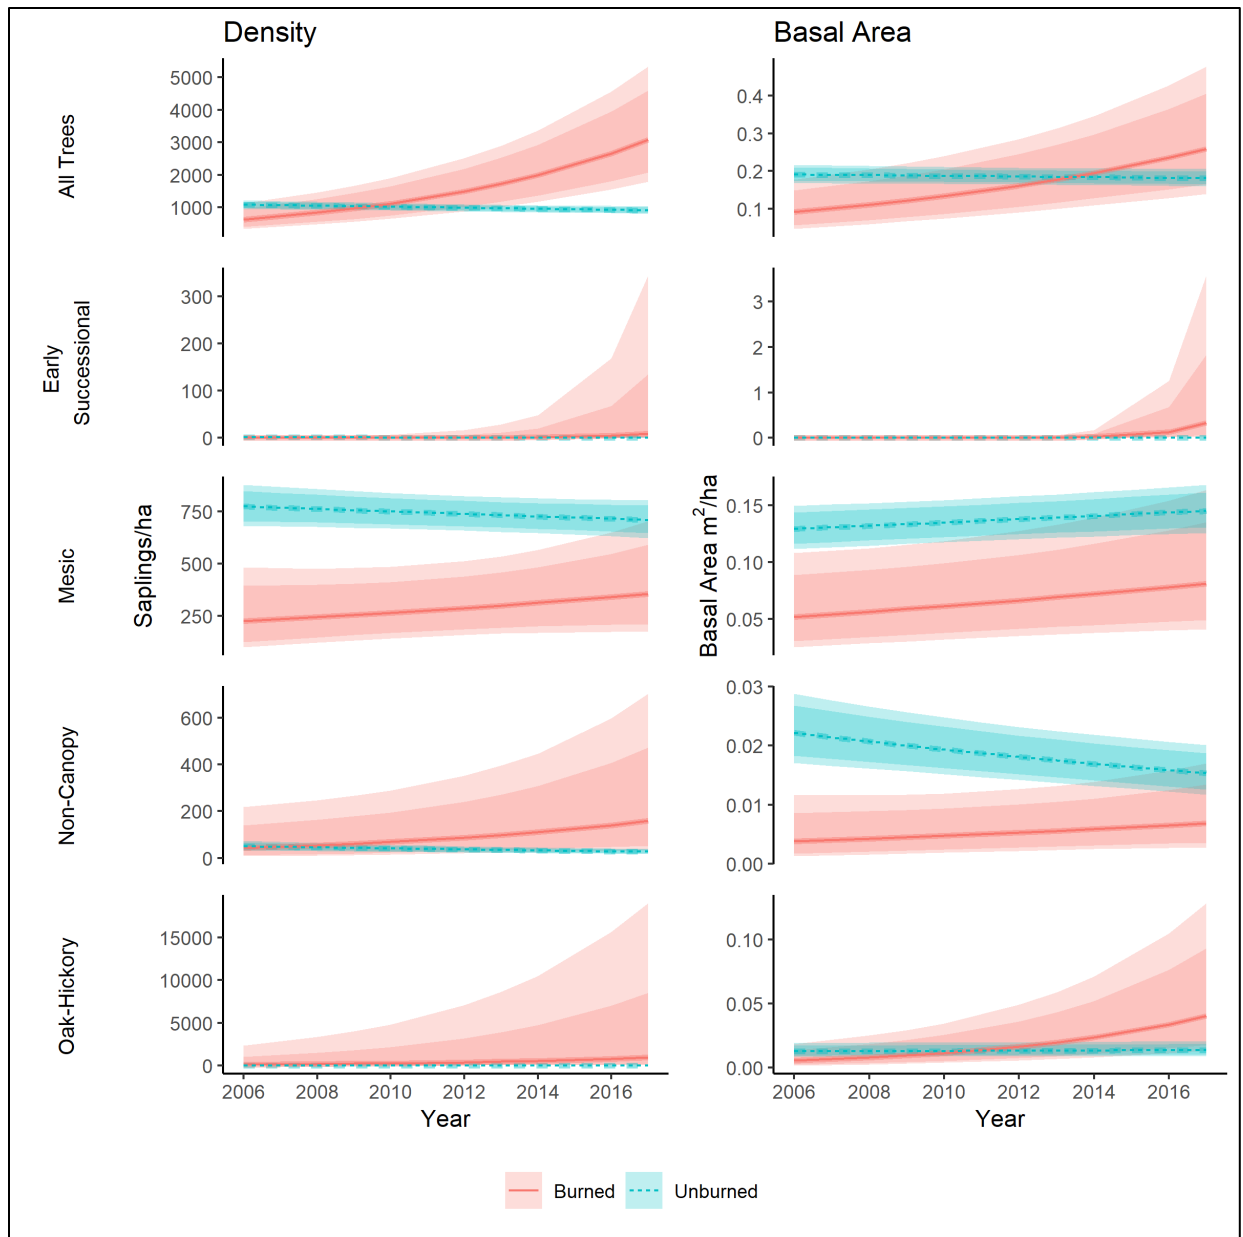 Density
Basal Area
All Trees
5000
4000
3000
2000
1000
0.4
0.3
0.2
0.1
Early
Successional
300
200
100
0
3
2
1
0
Mesic
Saplings/ha
750
500
250
Basal Area m²/ha
0.15
0.10
0.05
Non-Canopy
600
400
200
0
0.03
0.02
0.01
0.00
Oak-Hickory
15000
10000
5000
0
0.10
0.05
0.00
2006 2008 2010 2012 2014 2016
2006 2008 2010 2012 2014 2016
Year
Year
Burned
Unburned